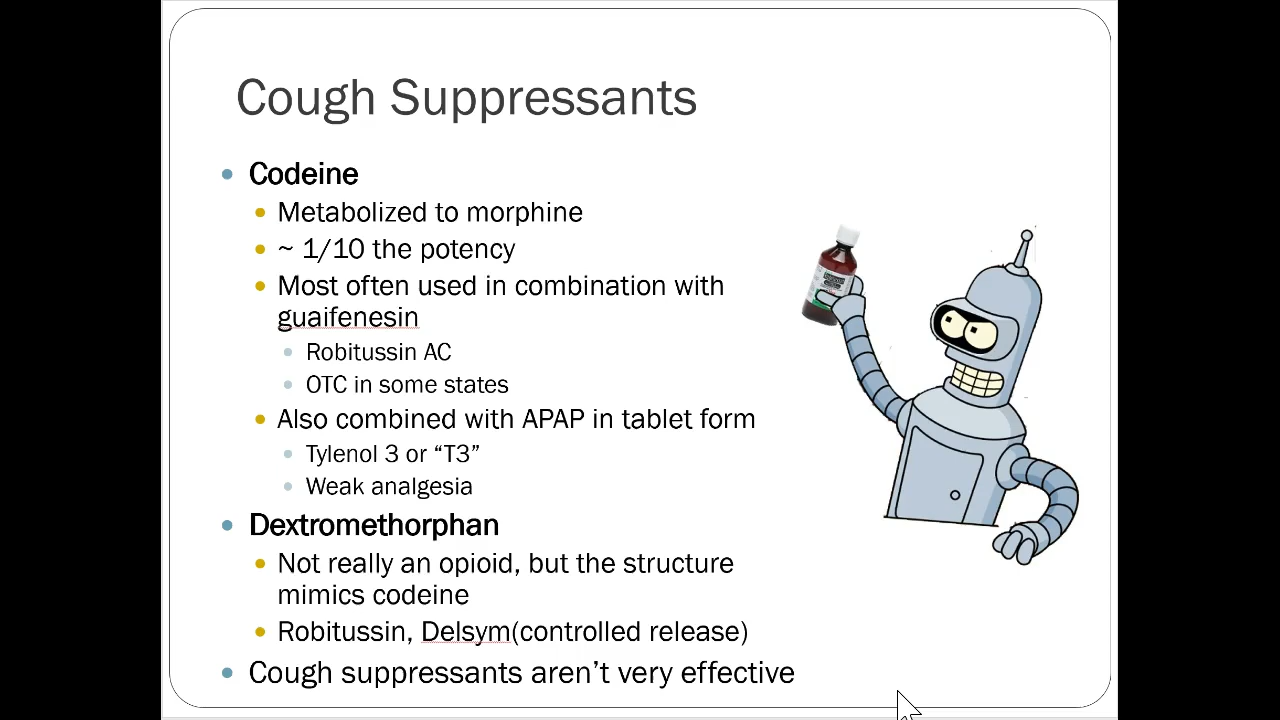 Cough Suppressants
Codeine
Metabolized to morphine
~ 1/10 the potency
Most often used in combination with
guaifenesin
Robitussin AC
OTC in some states
Also combined with APAP in tablet form
Tylenol 3 or “T3”
Weak analgesia
Dextromethorphan
Not really an opioid, but the structure
mimics codeine
Robitussin, Delsym(controlled release)
Cough suppressants aren’t very effective